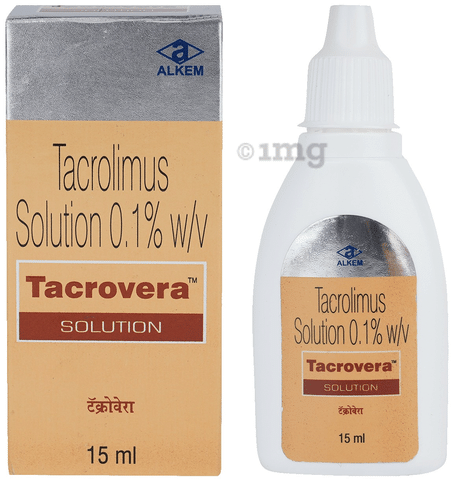 ALKEM
Tacrolimus
Solution 0.1% w/v
Tacrovera™
SOLUTION
टॅक्रोवेरा
15 ml
© 1mg
ALKEM
Tacrolimus
Solution 0.1% w/v
Tacrovera™
SOLUTION
टॅक्रोवेरा
15 ml